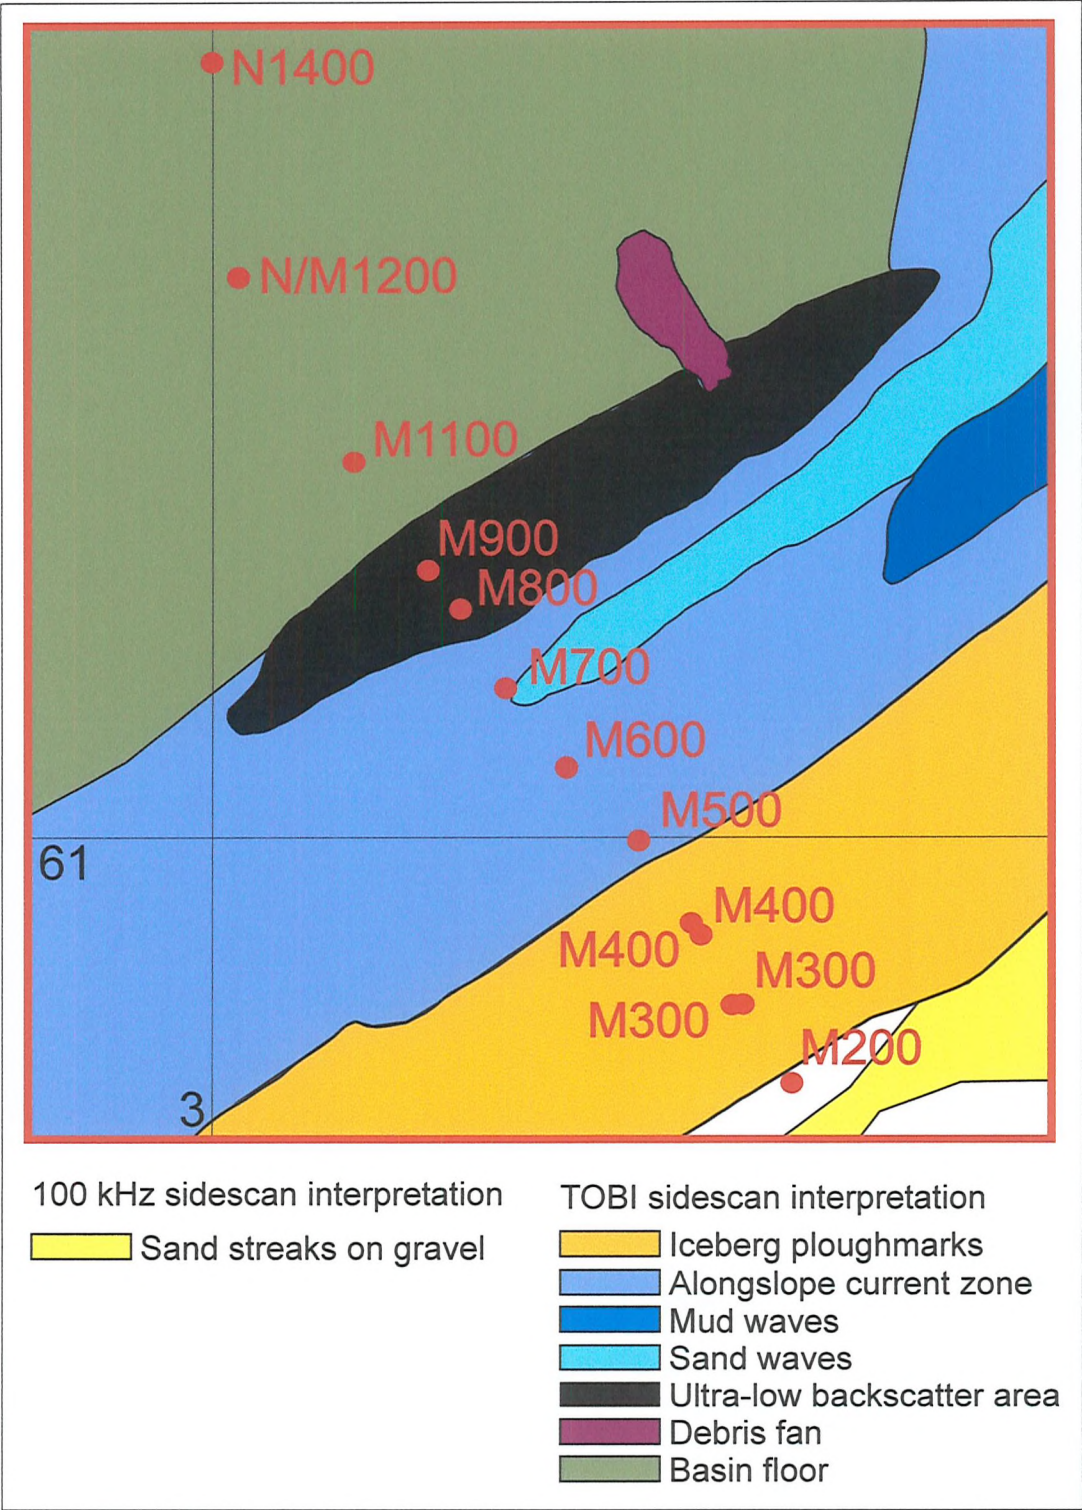 N1400
N/M1200
M1100
M900
M800
M700
M600
M500
61
M400
M400
M300
M300
M200
3
100 kHz sidescan interpretation
Sand streaks on gravel
TOBI sidescan interpretation
Iceberg ploughmarks
Alongslope current zone
Mud waves
Sand waves
Ultra-low backscatter area
Debris fan
Basin floor